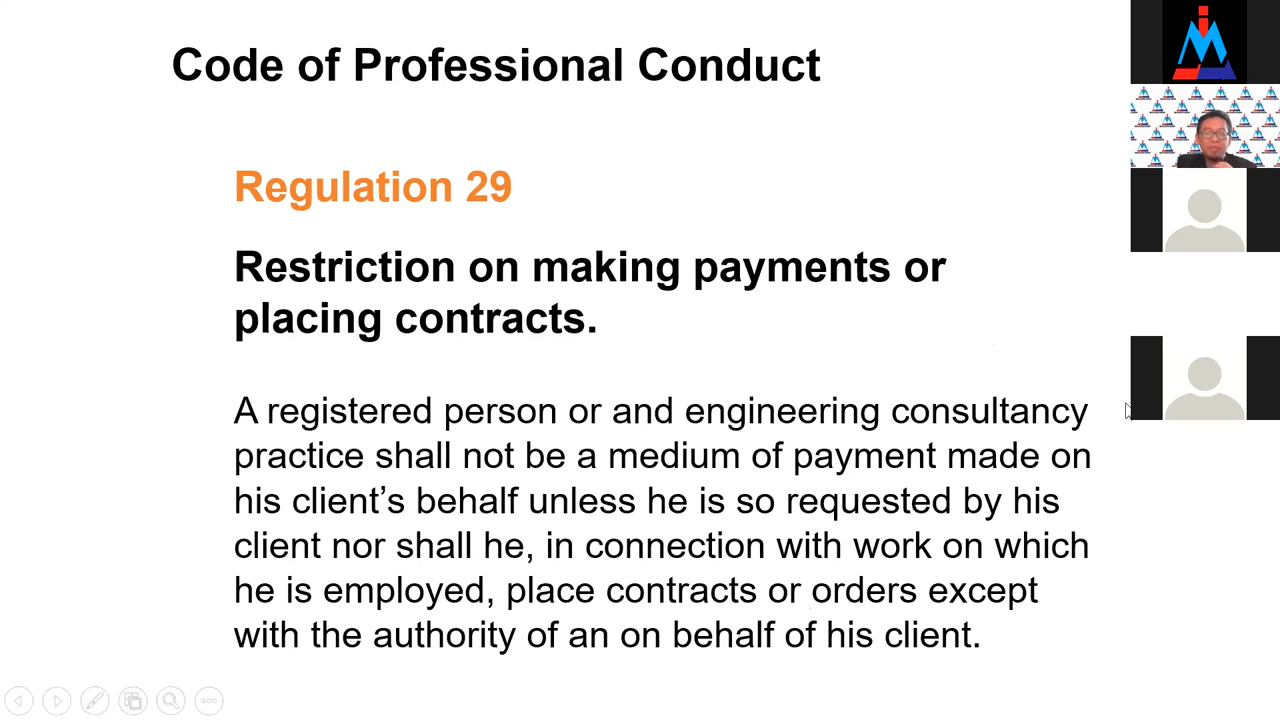 Code of Professional Conduct
Regulation 29
Restriction on making payments or
placing contracts.
A registered person or and engineering consultancy
practice shall not be a medium of payment made on
his client’s behalf unless he is so requested by his
client nor shall he, in connection with work on which
he is employed, place contracts or orders except
with the authority of an on behalf of his client.